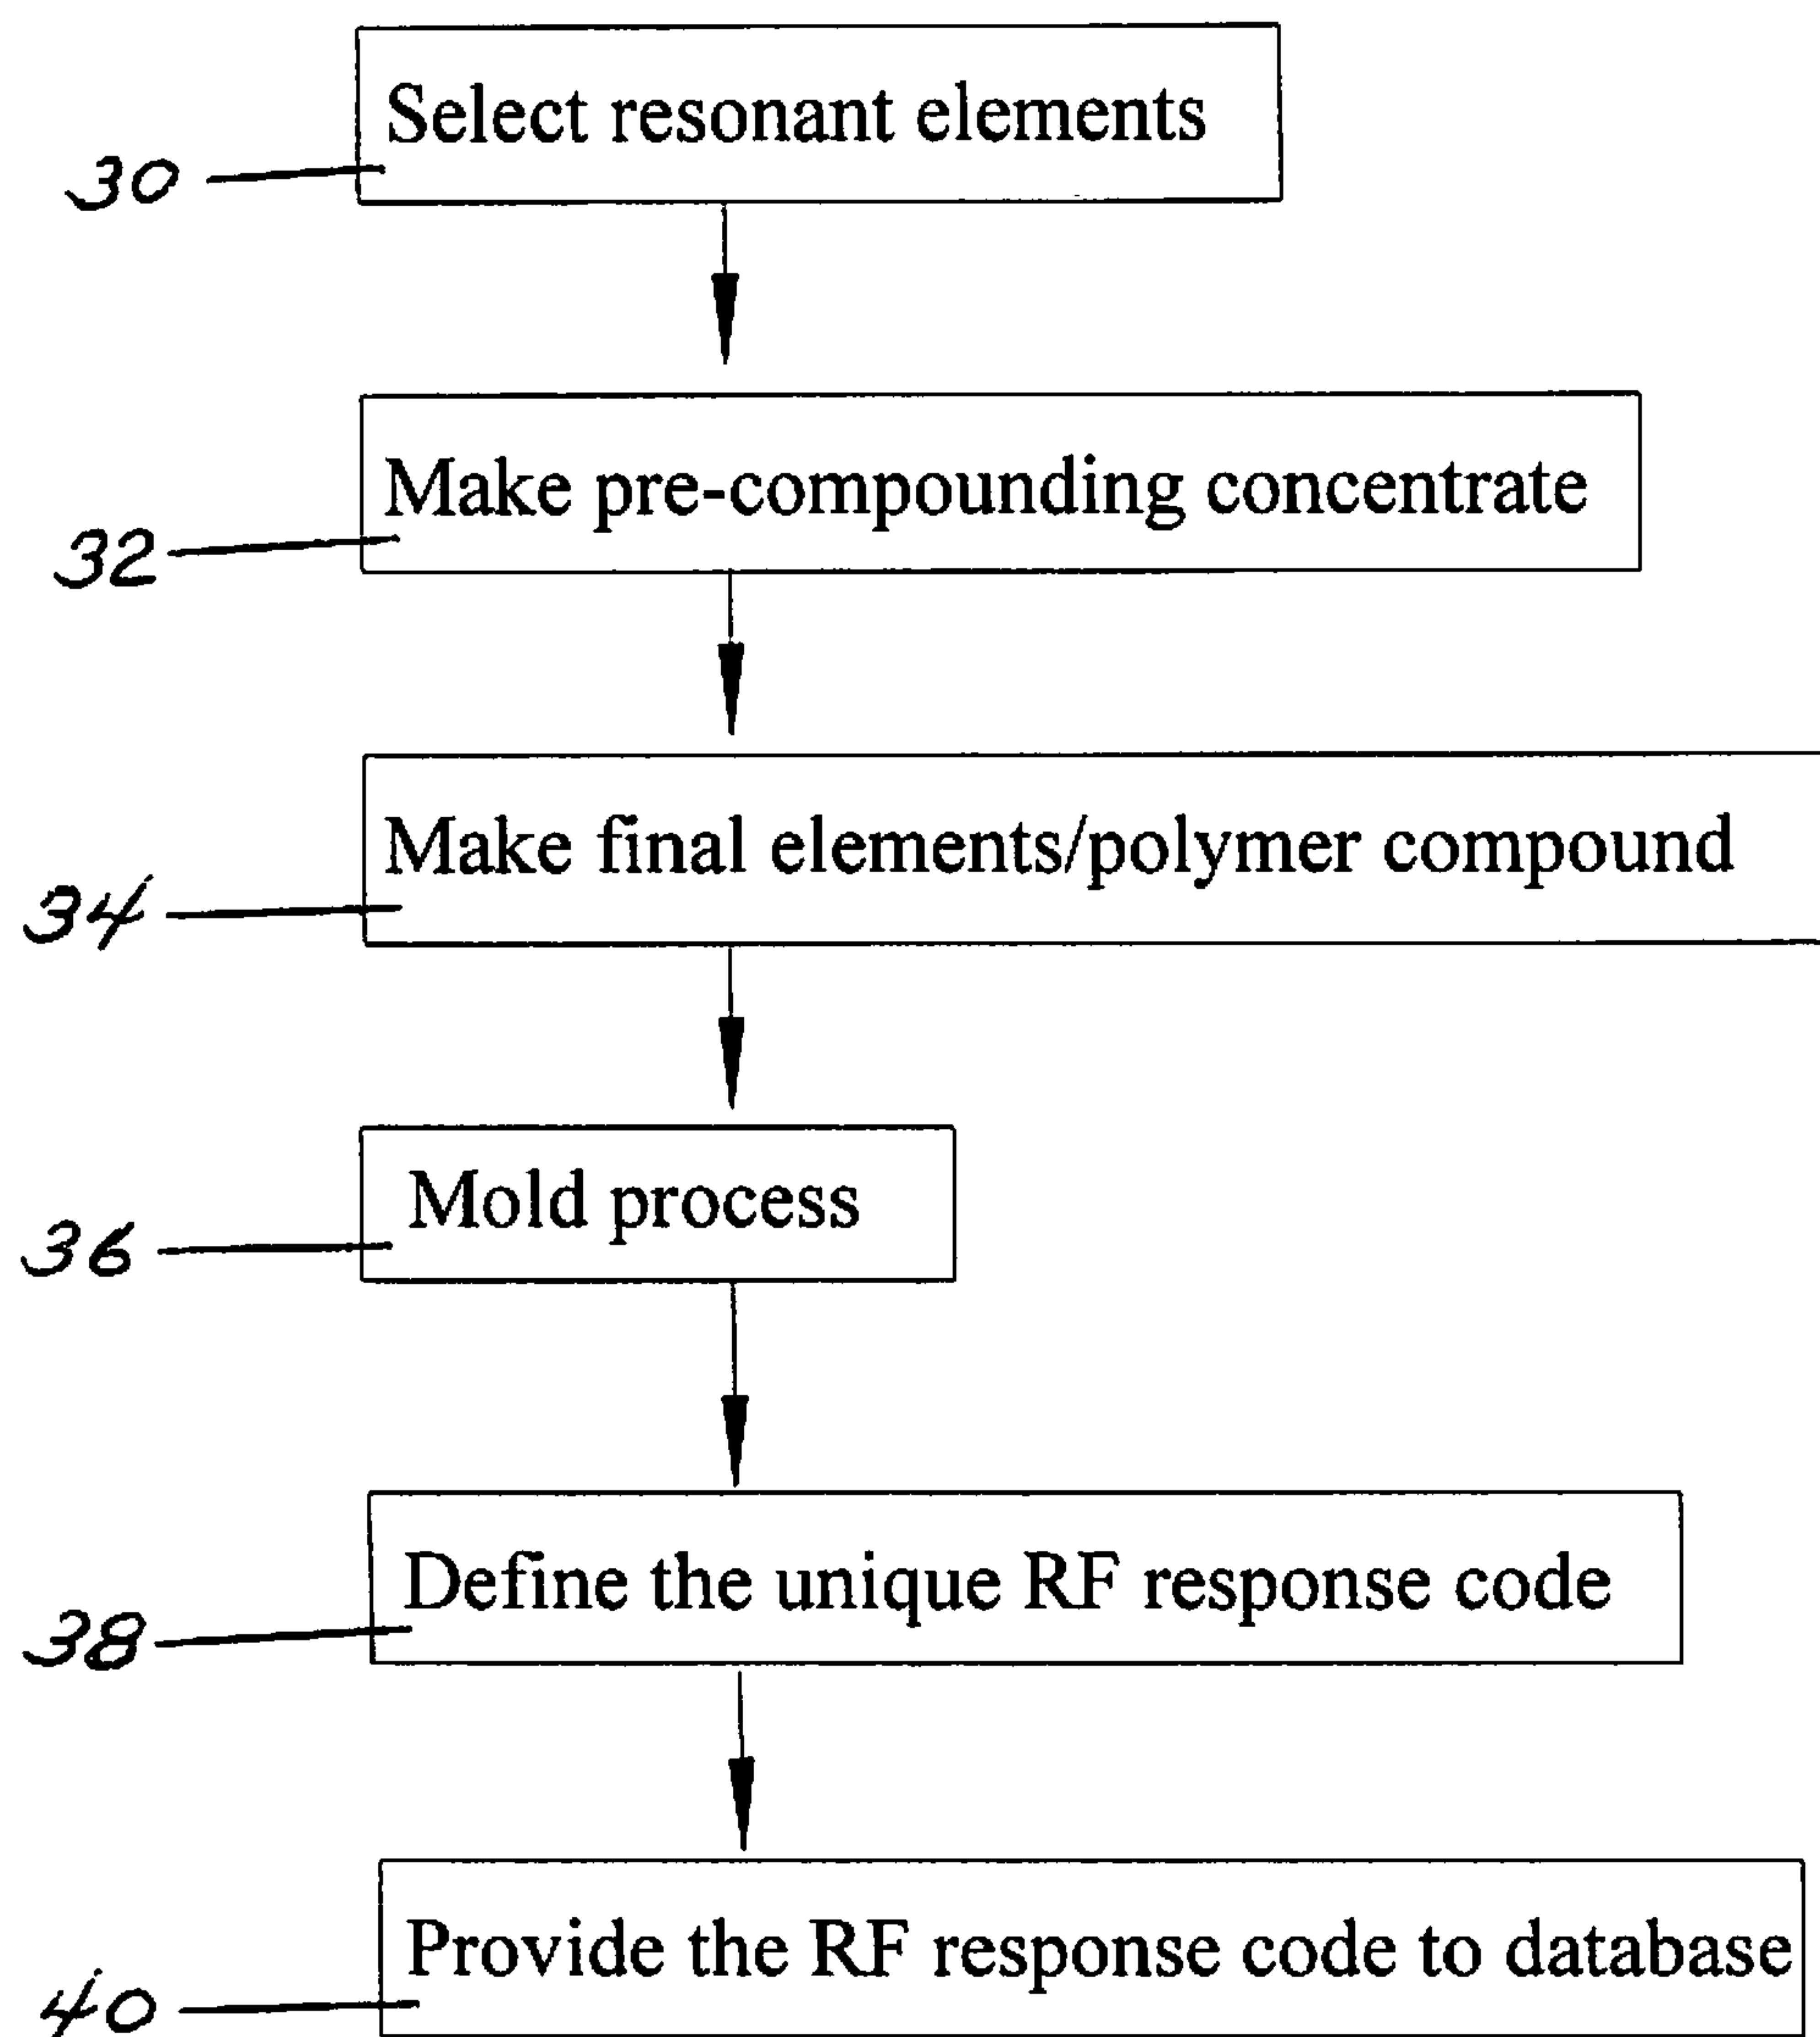 Select resonant elements
30
Make pre-compounding concentrate
32
Make final elements/polymer compound
34
Mold process
36
Define the unique RF response code
38
Provide the RF response code to database
40